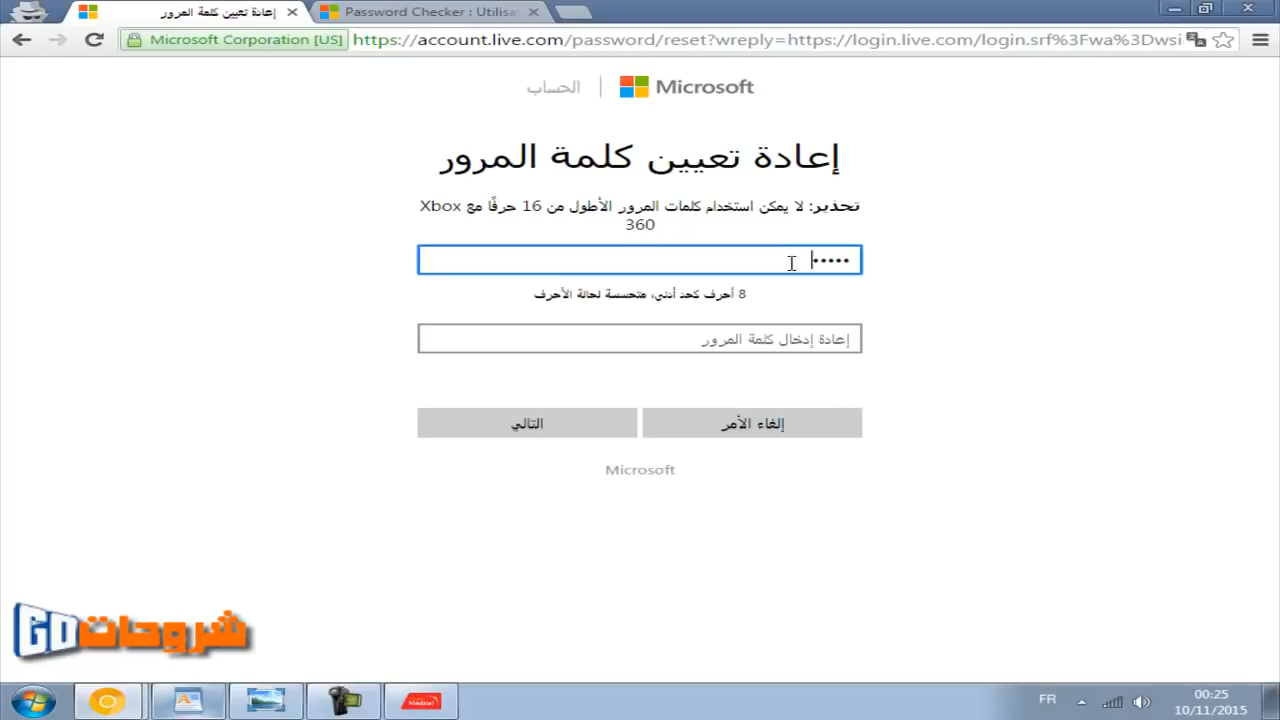 إعادة تعيين كلمة المرور
Password Checker : Utilisa
Microsoft Corporation [US]
https://account.live.com/password/reset?wreply=https://login.live.com/login.srf%3Fwa%3Dwsi
Microsoft | الحساب
إعادة تعيين كلمة المرور
تحذير: لا يمكن استخدام كلمات المرور الأطول من 16 حرفًا مع Xbox
360
•••••
8 أحرف كحد أدنى، متحسسة لحالة الأحرف
إعادة إدخال كلمة المرور
إلغاء الأمر
التالي
Microsoft
شروحات GO
Méditel
FR
00:25
10/11/2015